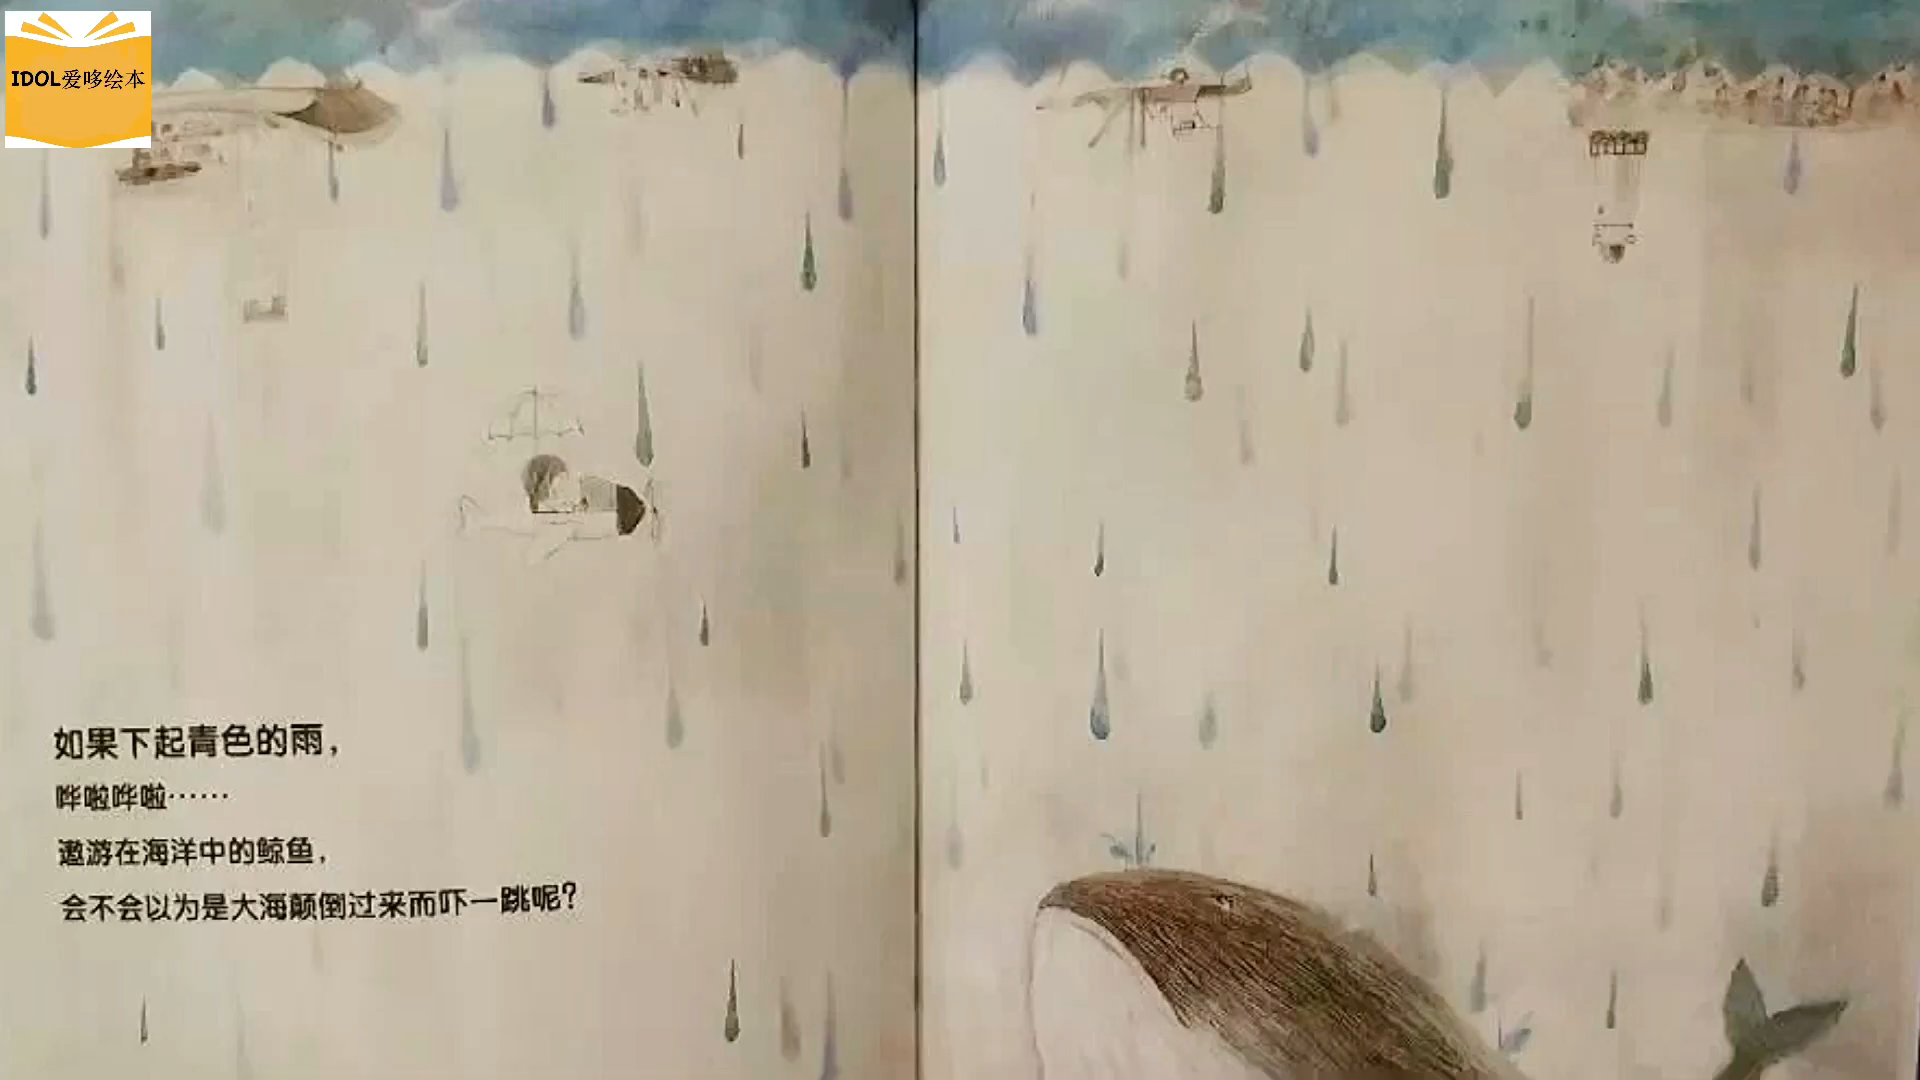 IDOL爱哆绘本
如果下起青色的雨，
哗啦哗啦……
遨游在海洋中的鲸鱼，
会不会以为是大海颠倒过来而吓一跳呢？